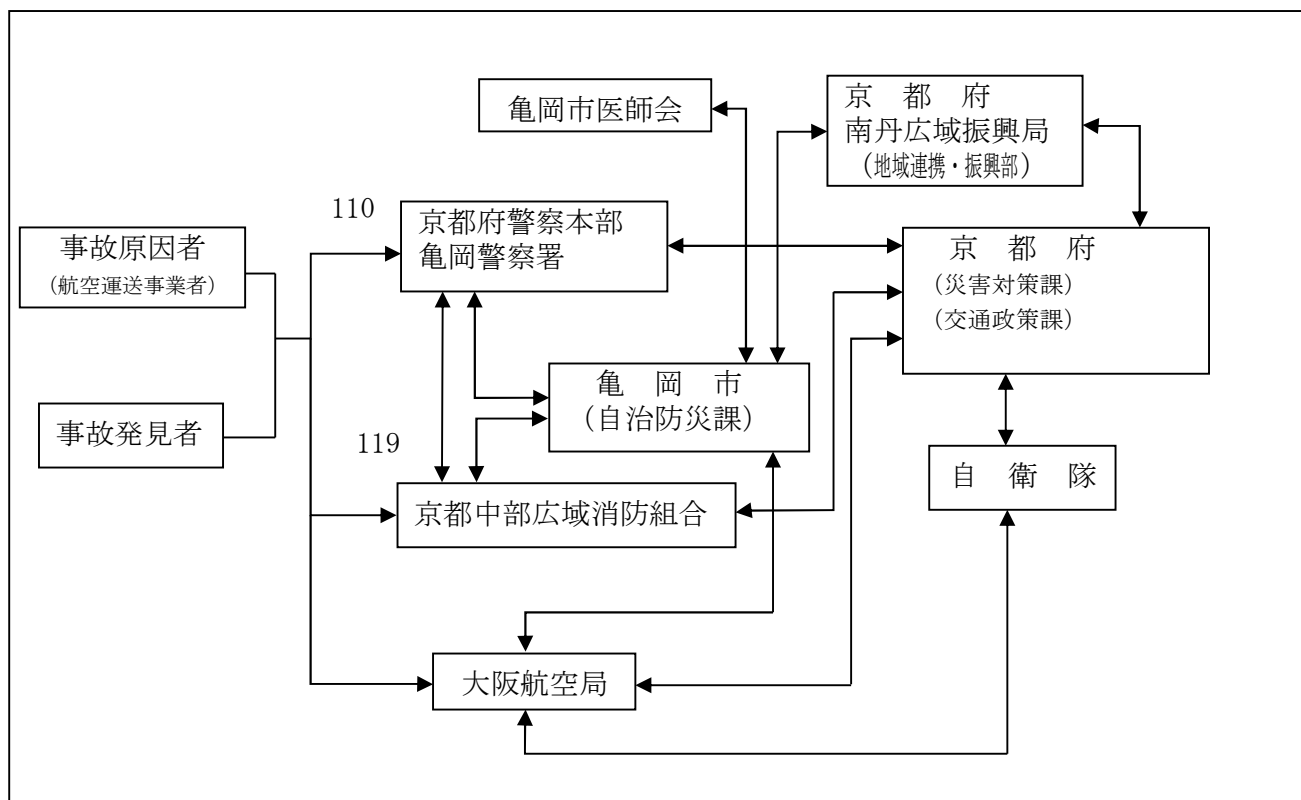 亀岡市医師会
京　都　府
南丹広域振興局
（地域連携・振興部）
110
京都府警察本部
亀岡警察署
事故原因者
（航空運送事業者）
京　都　府
（災害対策課）
（交通政策課）
亀　岡　市
（自治防災課）
事故発見者
119
自　衛　隊
京都中部広域消防組合
大阪航空局